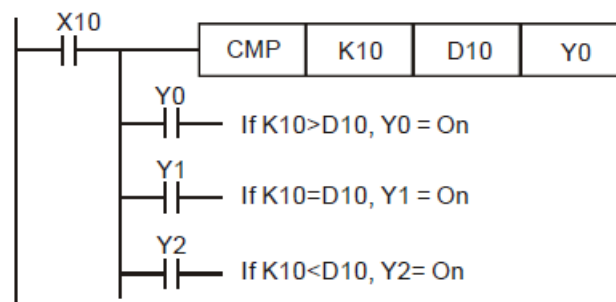 X10
CMP K10 D10 Y0
Y0
If K10>D10, Y0 = On
Y1
If K10=D10, Y1 = On
Y2
If K10<D10, Y2= On